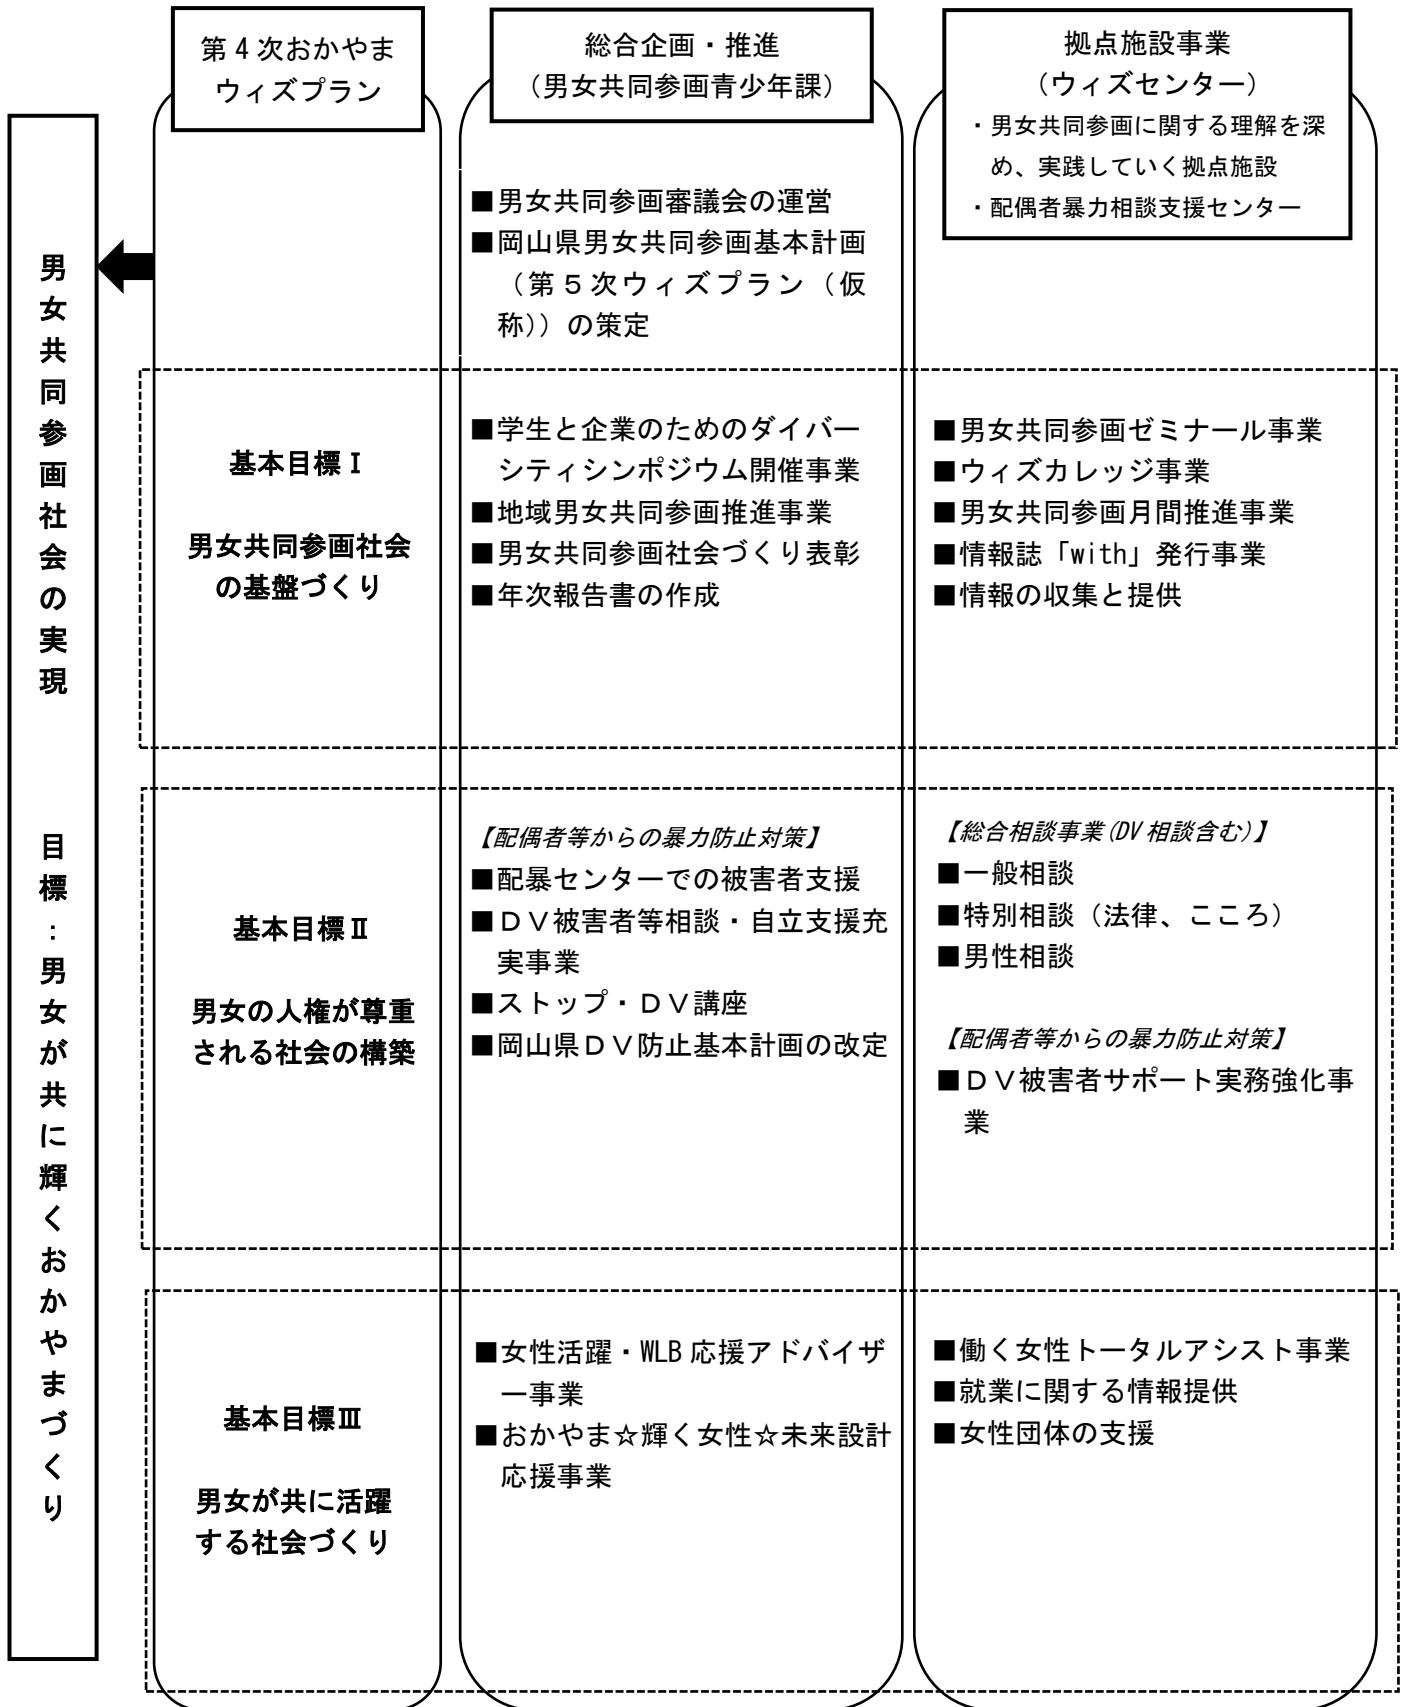 男女共同参画社会の実現
目標：男女が共に輝くおかやまづくり
第４次おかやま
ウィズプラン
総合企画・推進
（男女共同参画青少年課）
拠点施設事業
（ウィズセンター）
・男女共同参画に関する理解を深
め、実践していく拠点施設
・配偶者暴力相談支援センター
■男女共同参画審議会の運営
■岡山県男女共同参画基本計画
（第５次ウィズプラン（仮
称））の策定
基本目標Ⅰ
男女共同参画社会
の基盤づくり
■学生と企業のためのダイバー
シティシンポジウム開催事業
■地域男女共同参画推進事業
■男女共同参画社会づくり表彰
■年次報告書の作成
■男女共同参画ゼミナール事業
■ウィズカレッジ事業
■男女共同参画月間推進事業
■情報誌「with」発行事業
■情報の収集と提供
基本目標Ⅱ
男女の人権が尊重
される社会の構築
【配偶者等からの暴力防止対策】
■配暴センターでの被害者支援
■ＤＶ被害者等相談・自立支援充
実事業
■ストップ・ＤＶ講座
■岡山県ＤＶ防止基本計画の改定
【総合相談事業(DV相談含む)】
■一般相談
■特別相談（法律、こころ）
■男性相談
【配偶者等からの暴力防止対策】
■ＤＶ被害者サポート実務強化事
業
基本目標Ⅲ
男女が共に活躍
する社会づくり
■女性活躍・WLB応援アドバイザ
ー事業
■おかやま☆輝く女性☆未来設計
応援事業
■働く女性トータルアシスト事業
■就業に関する情報提供
■女性団体の支援